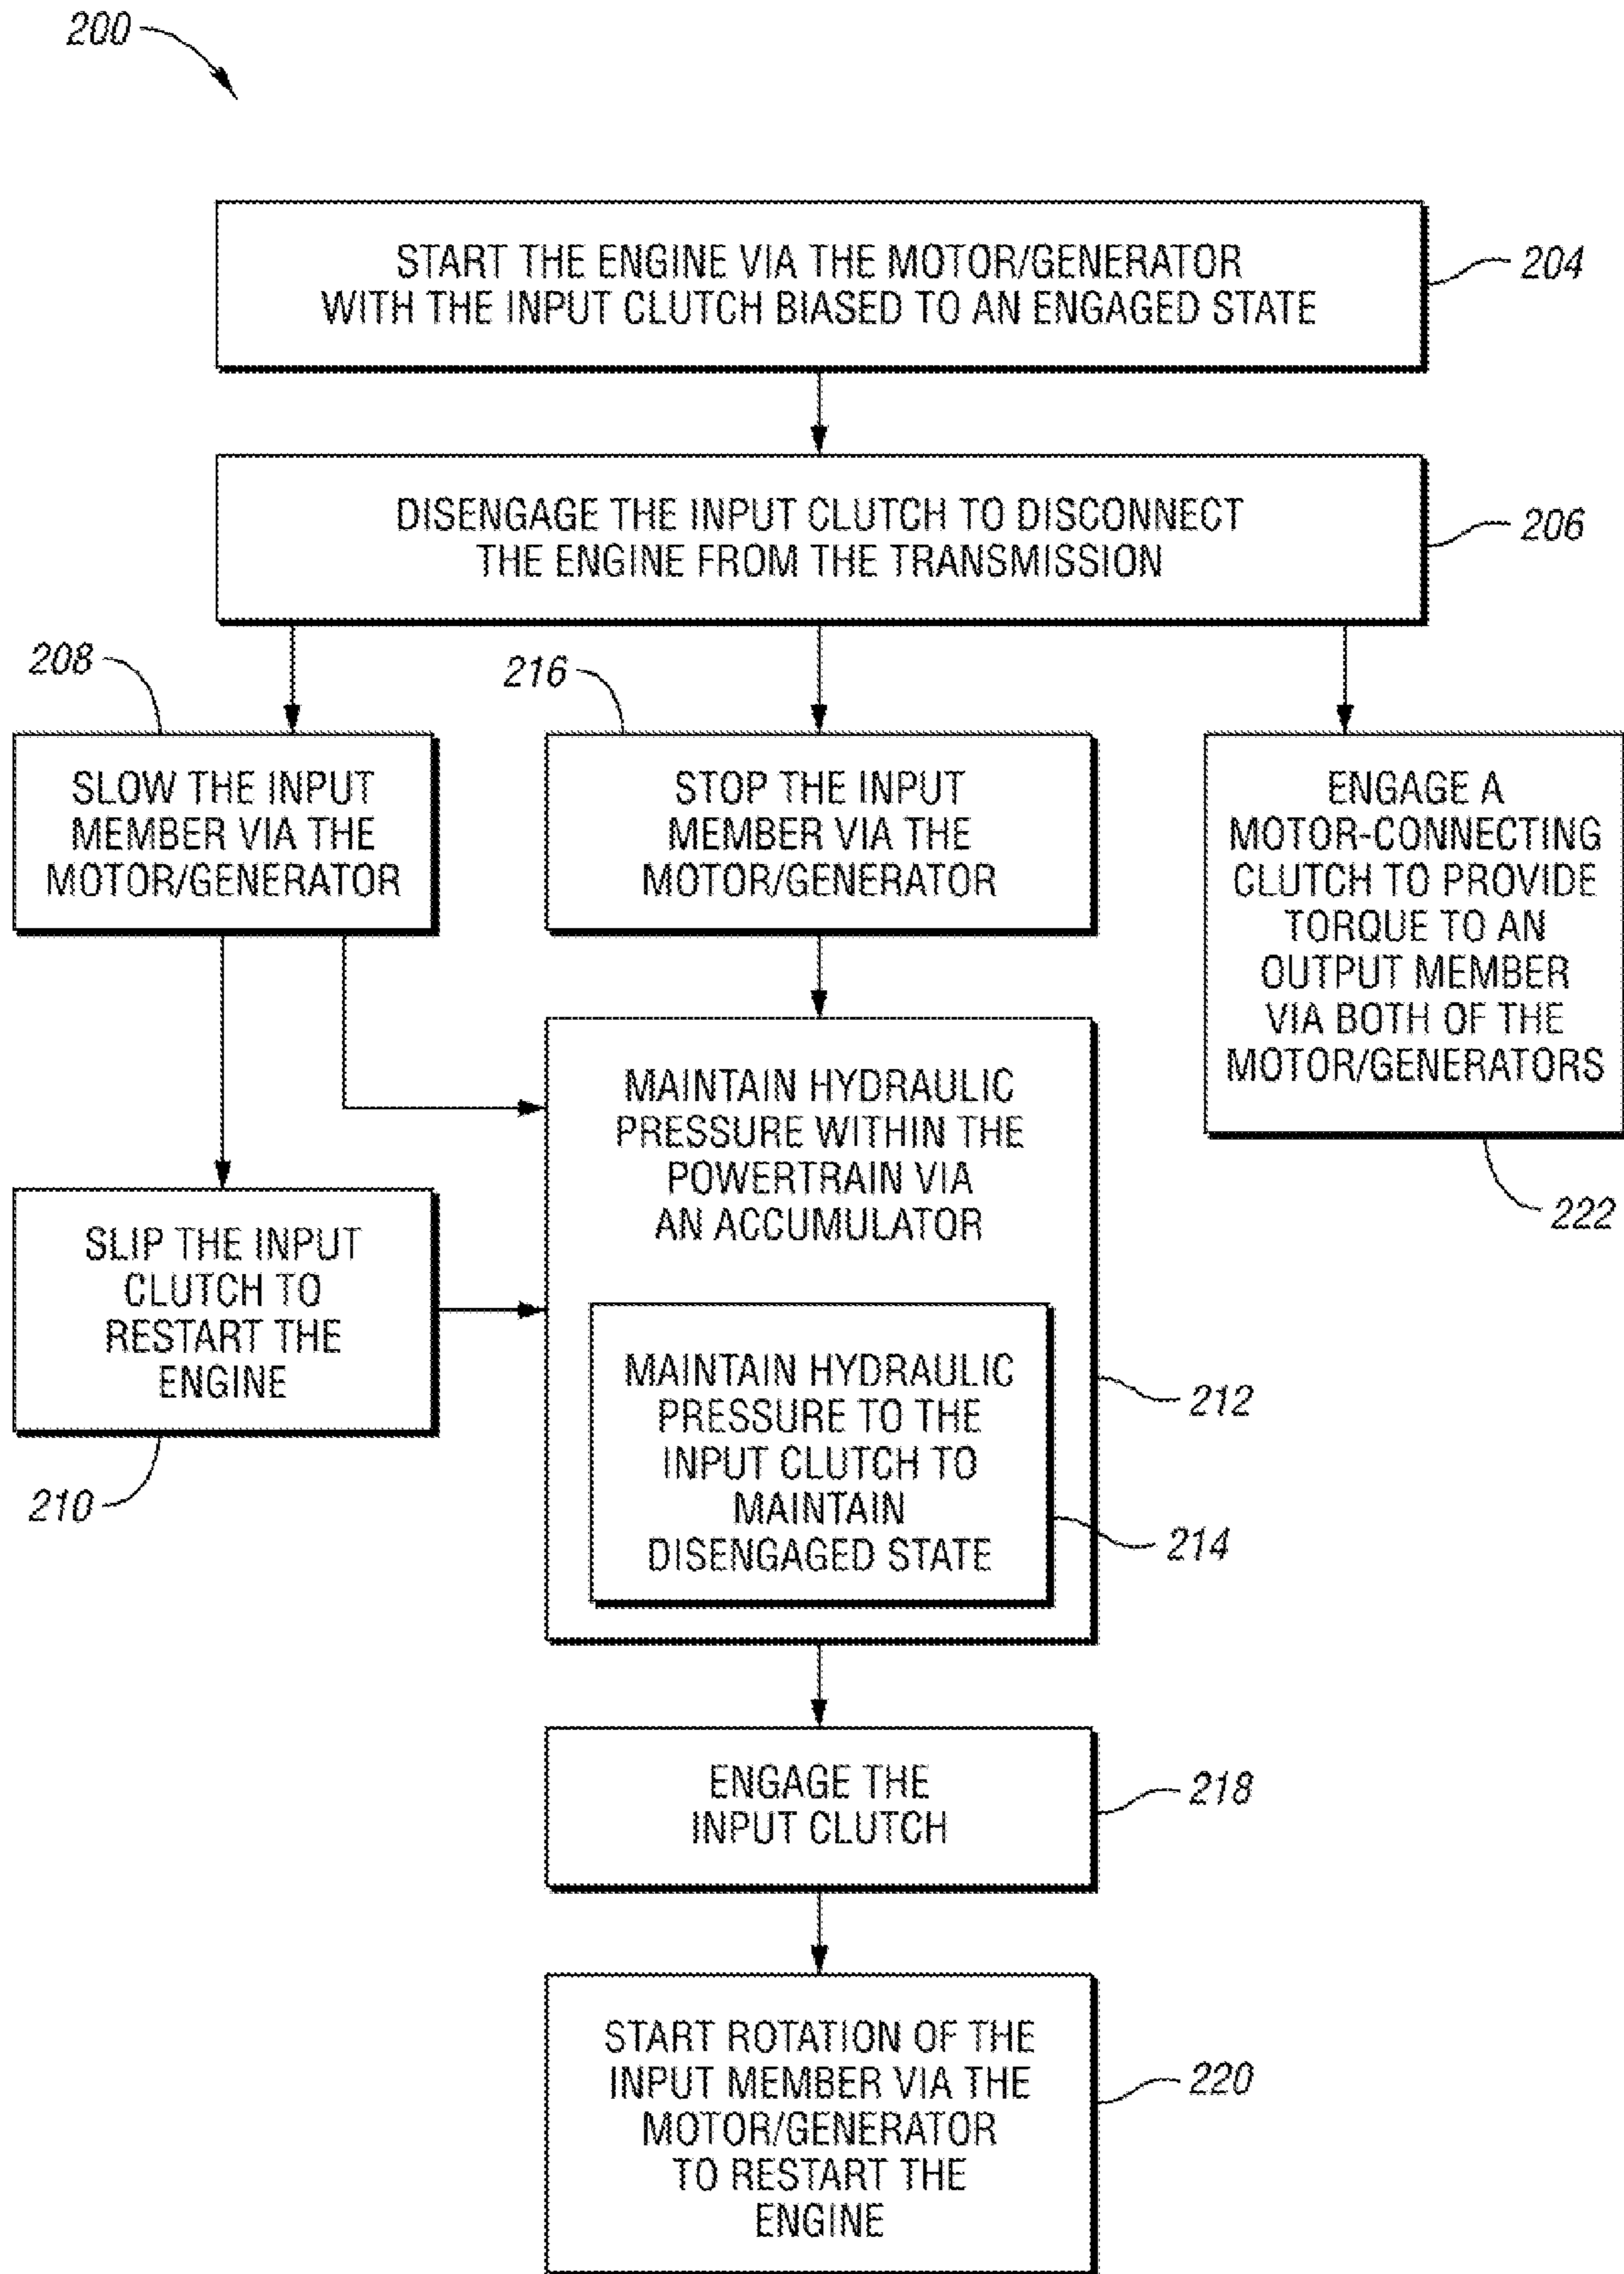 200
START THE ENGINE VIA THE MOTOR/GENERATOR
WITH THE INPUT CLUTCH BIASED TO AN ENGAGED STATE
204
DISENGAGE THE INPUT CLUTCH TO DISCONNECT
THE ENGINE FROM THE TRANSMISSION
206
208
SLOW THE INPUT
MEMBER VIA THE
MOTOR/GENERATOR
216
STOP THE INPUT
MEMBER VIA THE
MOTOR/GENERATOR
ENGAGE A
MOTOR-CONNECTING
CLUTCH TO PROVIDE
TORQUE TO AN
OUTPUT MEMBER
VIA BOTH OF THE
MOTOR/GENERATORS
222
SLIP THE INPUT
CLUTCH TO
RESTART THE
ENGINE
210
MAINTAIN HYDRAULIC
PRESSURE WITHIN THE
POWERTRAIN VIA
AN ACCUMULATOR
212
MAINTAIN HYDRAULIC
PRESSURE TO THE
INPUT CLUTCH TO
MAINTAIN
DISENGAGED STATE
214
ENGAGE THE
INPUT CLUTCH
218
START ROTATION OF THE
INPUT MEMBER VIA THE
MOTOR/GENERATOR
TO RESTART THE
ENGINE
220